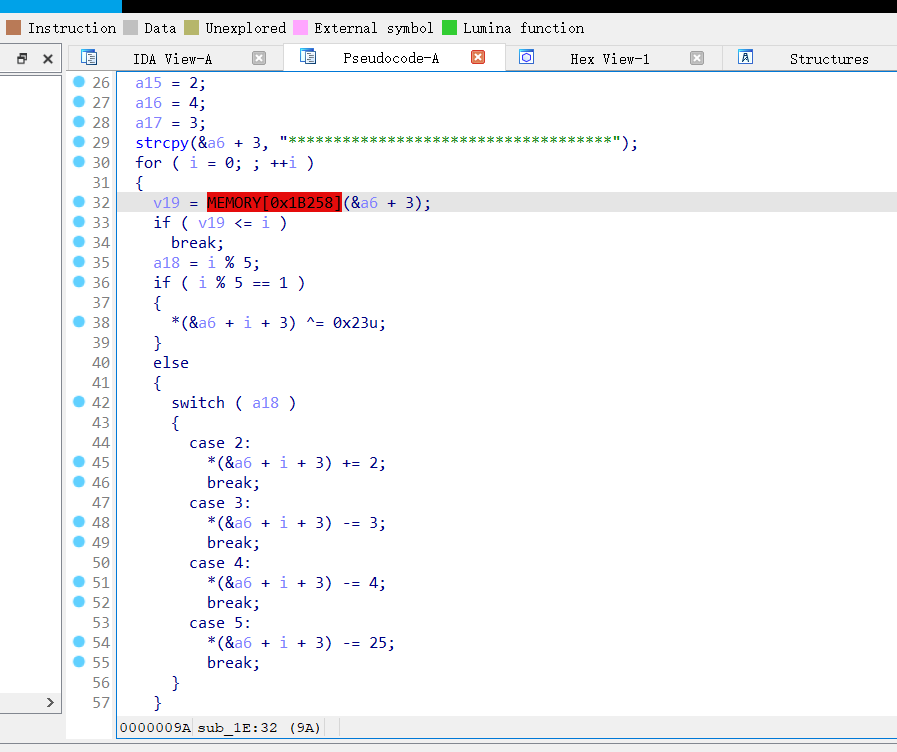 Instruction Data Unexplored External symbol Lumina function
IDA View-A Pseudocode-A Hex View-1 Structures
26 a15 = 2;
27 a16 = 4;
28 a17 = 3;
29 strcpy(&a6 + 3, "************************************");
30 for ( i = 0; ; ++i )
31 {
32 v19 = MEMORY[0x1B258](&a6 + 3);
33 if ( v19 <= i )
34 break;
35 a18 = i % 5;
36 if ( i % 5 == 1 )
37 {
38 *(&a6 + i + 3) ^= 0x23u;
39 }
40 else
41 {
42 switch ( a18 )
43 {
44 case 2:
45 *(&a6 + i + 3) += 2;
46 break;
47 case 3:
48 *(&a6 + i + 3) -= 3;
49 break;
50 case 4:
51 *(&a6 + i + 3) -= 4;
52 break;
53 case 5:
54 *(&a6 + i + 3) -= 25;
55 break;
56 }
57 }
0000009A sub_1E:32 (9A)